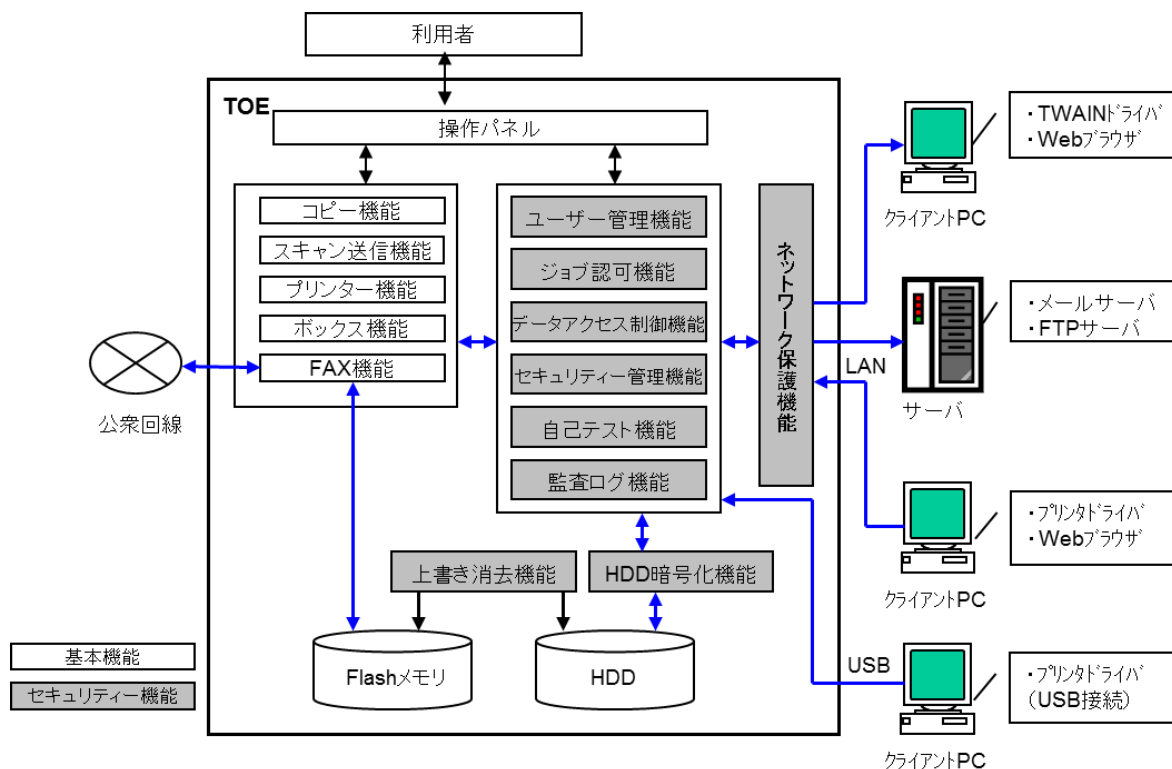 利用者
TOE
操作パネル
コピー機能
スキャン送信機能
プリンター機能
ボックス機能
FAX機能
ユーザー管理機能
ジョブ認可機能
データアクセス制御機能
セキュリティー管理機能
自己テスト機能
監査ログ機能
ネットワーク保護機能
上書き消去機能
HDD暗号化機能
Flashメモリ
HDD
公衆回線
基本機能
セキュリティー機能
・TWAINドライバ
・Webブラウザ
クライアントPC
・メールサーバ
・FTPサーバ
LAN
サーバ
・プリンタドライバ
・Webブラウザ
クライアントPC
USB
・プリンタドライバ
(USB接続)
クライアントPC